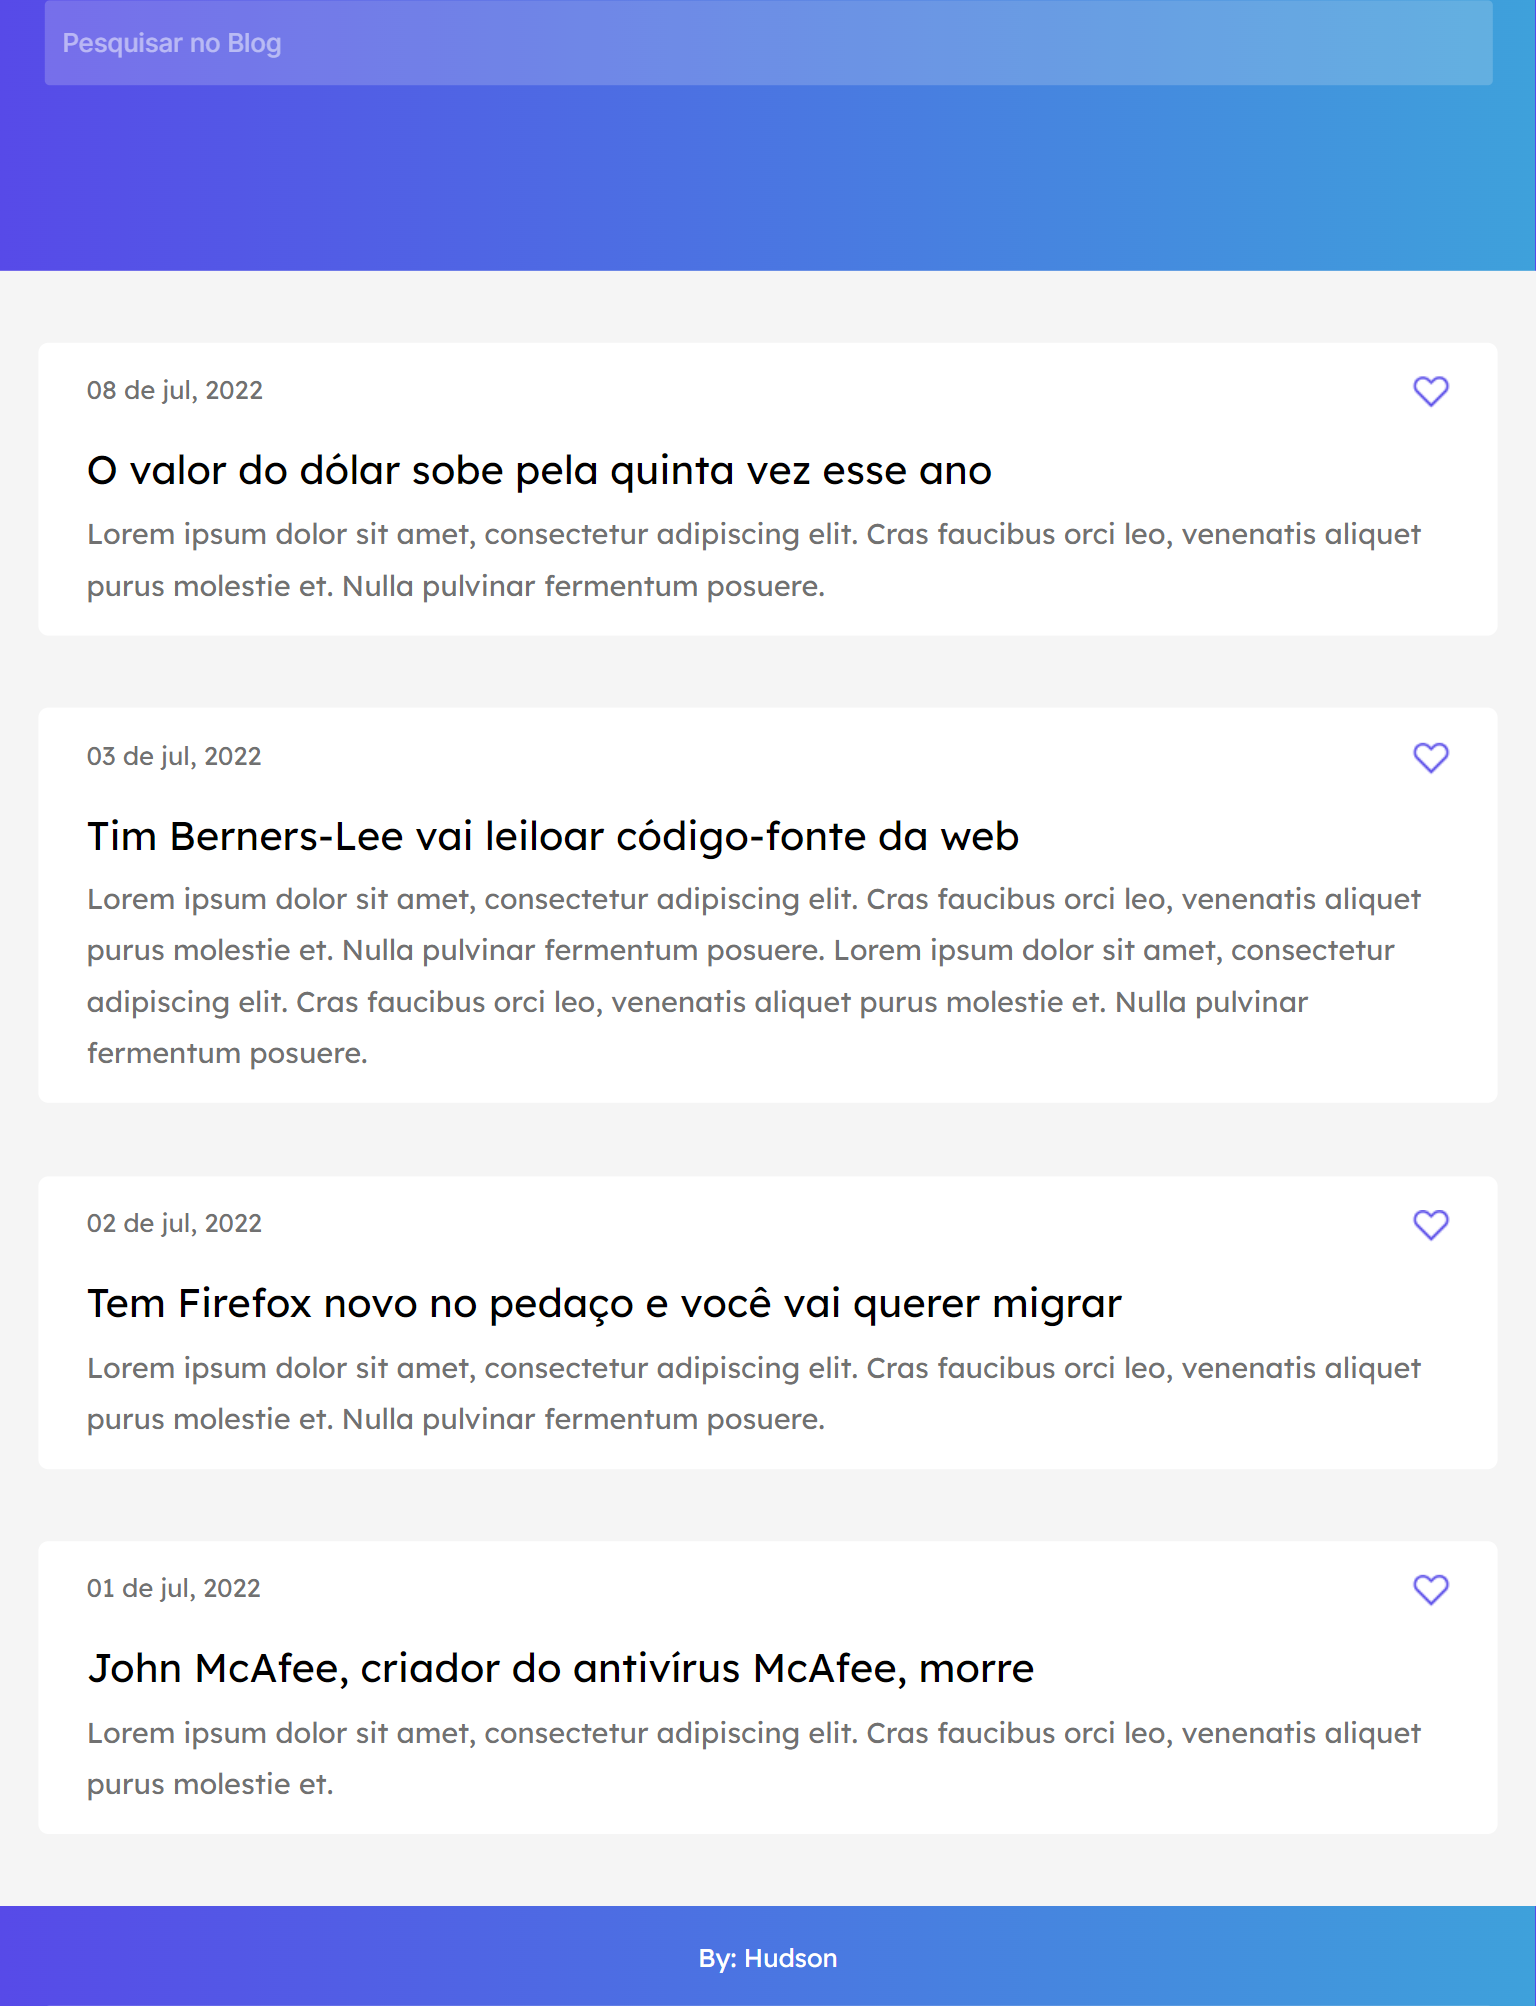 Pesquisar no Blog
08 de jul, 2022
O valor do dólar sobe pela quinta vez esse ano
Lorem ipsum dolor sit amet, consectetur adipiscing elit. Cras faucibus orci leo, venenatis aliquet
purus molestie et. Nulla pulvinar fermentum posuere.
03 de jul, 2022
Tim Berners-Lee vai leiloar código-fonte da web
Lorem ipsum dolor sit amet, consectetur adipiscing elit. Cras faucibus orci leo, venenatis aliquet
purus molestie et. Nulla pulvinar fermentum posuere. Lorem ipsum dolor sit amet, consectetur
adipiscing elit. Cras faucibus orci leo, venenatis aliquet purus molestie et. Nulla pulvinar
fermentum posuere.
02 de jul, 2022
Tem Firefox novo no pedaço e você vai querer migrar
Lorem ipsum dolor sit amet, consectetur adipiscing elit. Cras faucibus orci leo, venenatis aliquet
purus molestie et. Nulla pulvinar fermentum posuere.
01 de jul, 2022
John McAfee, criador do antivírus McAfee, morre
Lorem ipsum dolor sit amet, consectetur adipiscing elit. Cras faucibus orci leo, venenatis aliquet
purus molestie et.
By: Hudson